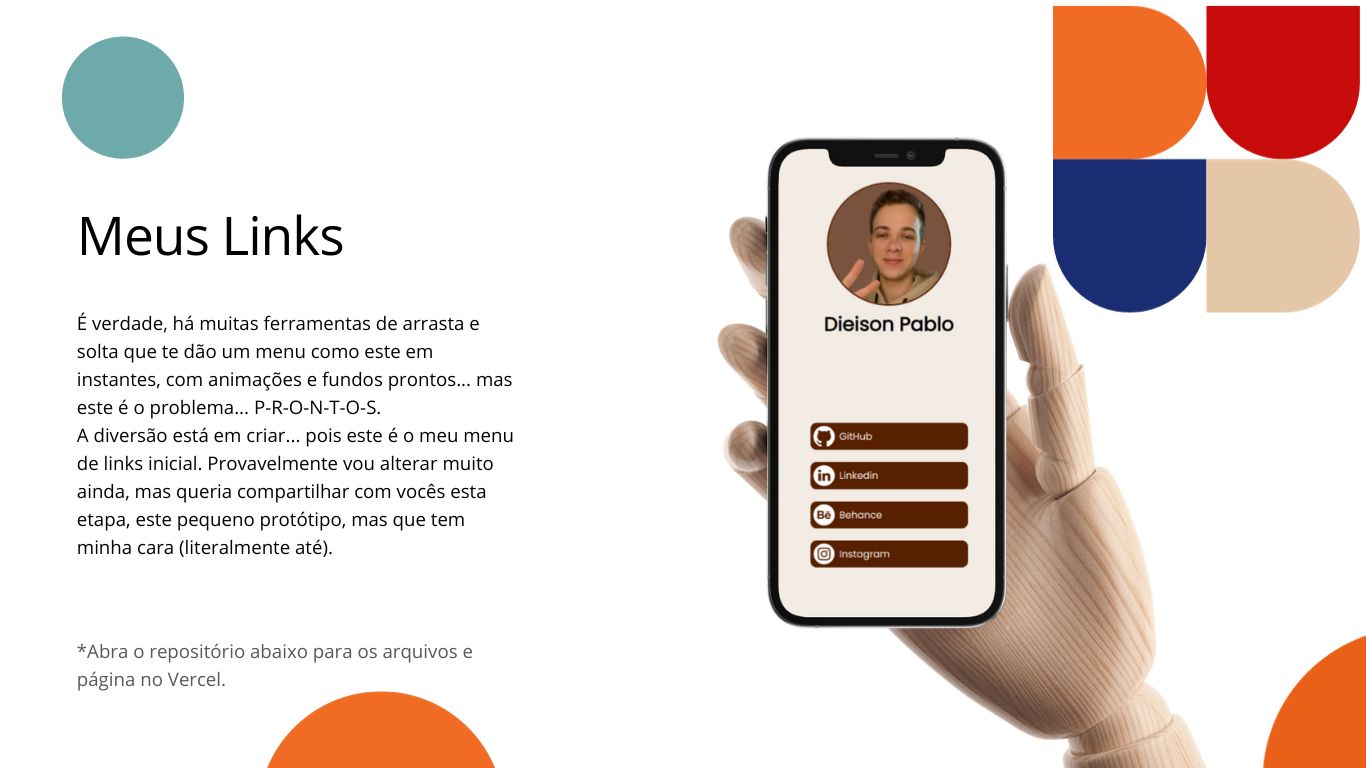 Meus Links
É verdade, há muitas ferramentas de arrasta e
solta que te dão um menu como este em
instantes, com animações e fundos prontos... mas
este é o problema... P-R-O-N-T-O-S.
A diversão está em criar... pois este é o meu menu
de links inicial. Provavelmente vou alterar muito
ainda, mas queria compartilhar com vocês esta
etapa, este pequeno protótipo, mas que tem
minha cara (literalmente até).
*Abra o repositório abaixo para os arquivos e
página no Vercel.
Dieison Pablo
GitHub
in Linkedin
Bē Behance
Instagram